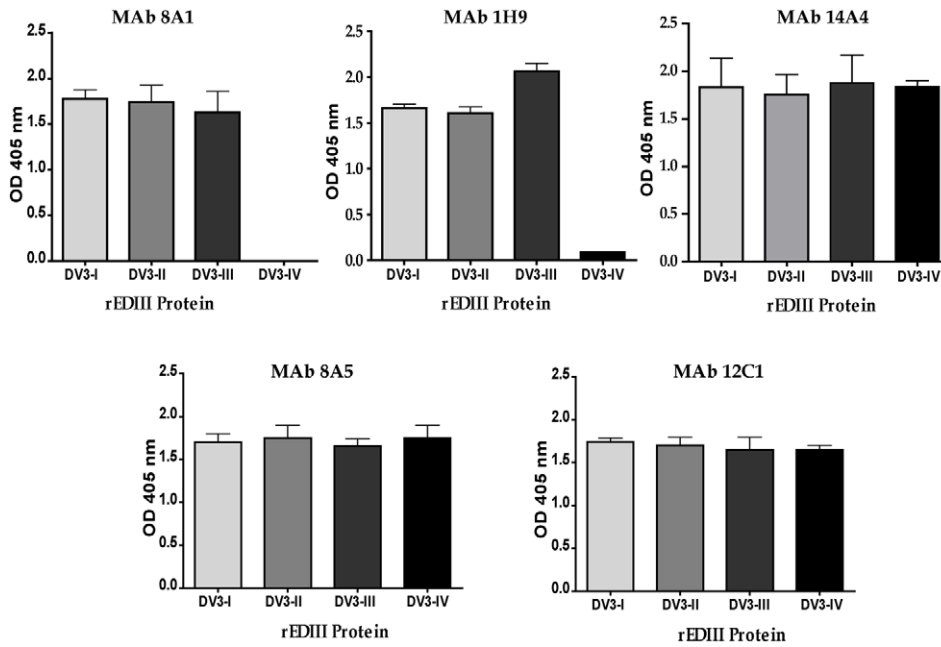 MAb 8A1
OD 405 nm
2.5
2.0
1.5
1.0
0.5
0.0
DV3-I DV3-II DV3-III DV3-IV
rEDIII Protein
MAb 1H9
OD 405 nm
2.5
2.0
1.5
1.0
0.5
0.0
DV3-I DV3-II DV3-III DV3-IV
rEDIII Protein
MAb 14A4
OD 405 nm
2.5
2.0
1.5
1.0
0.5
0.0
DV3-I DV3-II DV3-III DV3-IV
rEDIII Protein
MAb 8A5
OD 405 nm
2.5
2.0
1.5
1.0
0.5
0.0
DV3-I DV3-II DV3-III DV3-IV
rEDIII Protein
MAb 12C1
OD 405 nm
2.5
2.0
1.5
1.0
0.5
0.0
DV3-I DV3-II DV3-III DV3-IV
rEDIII Protein